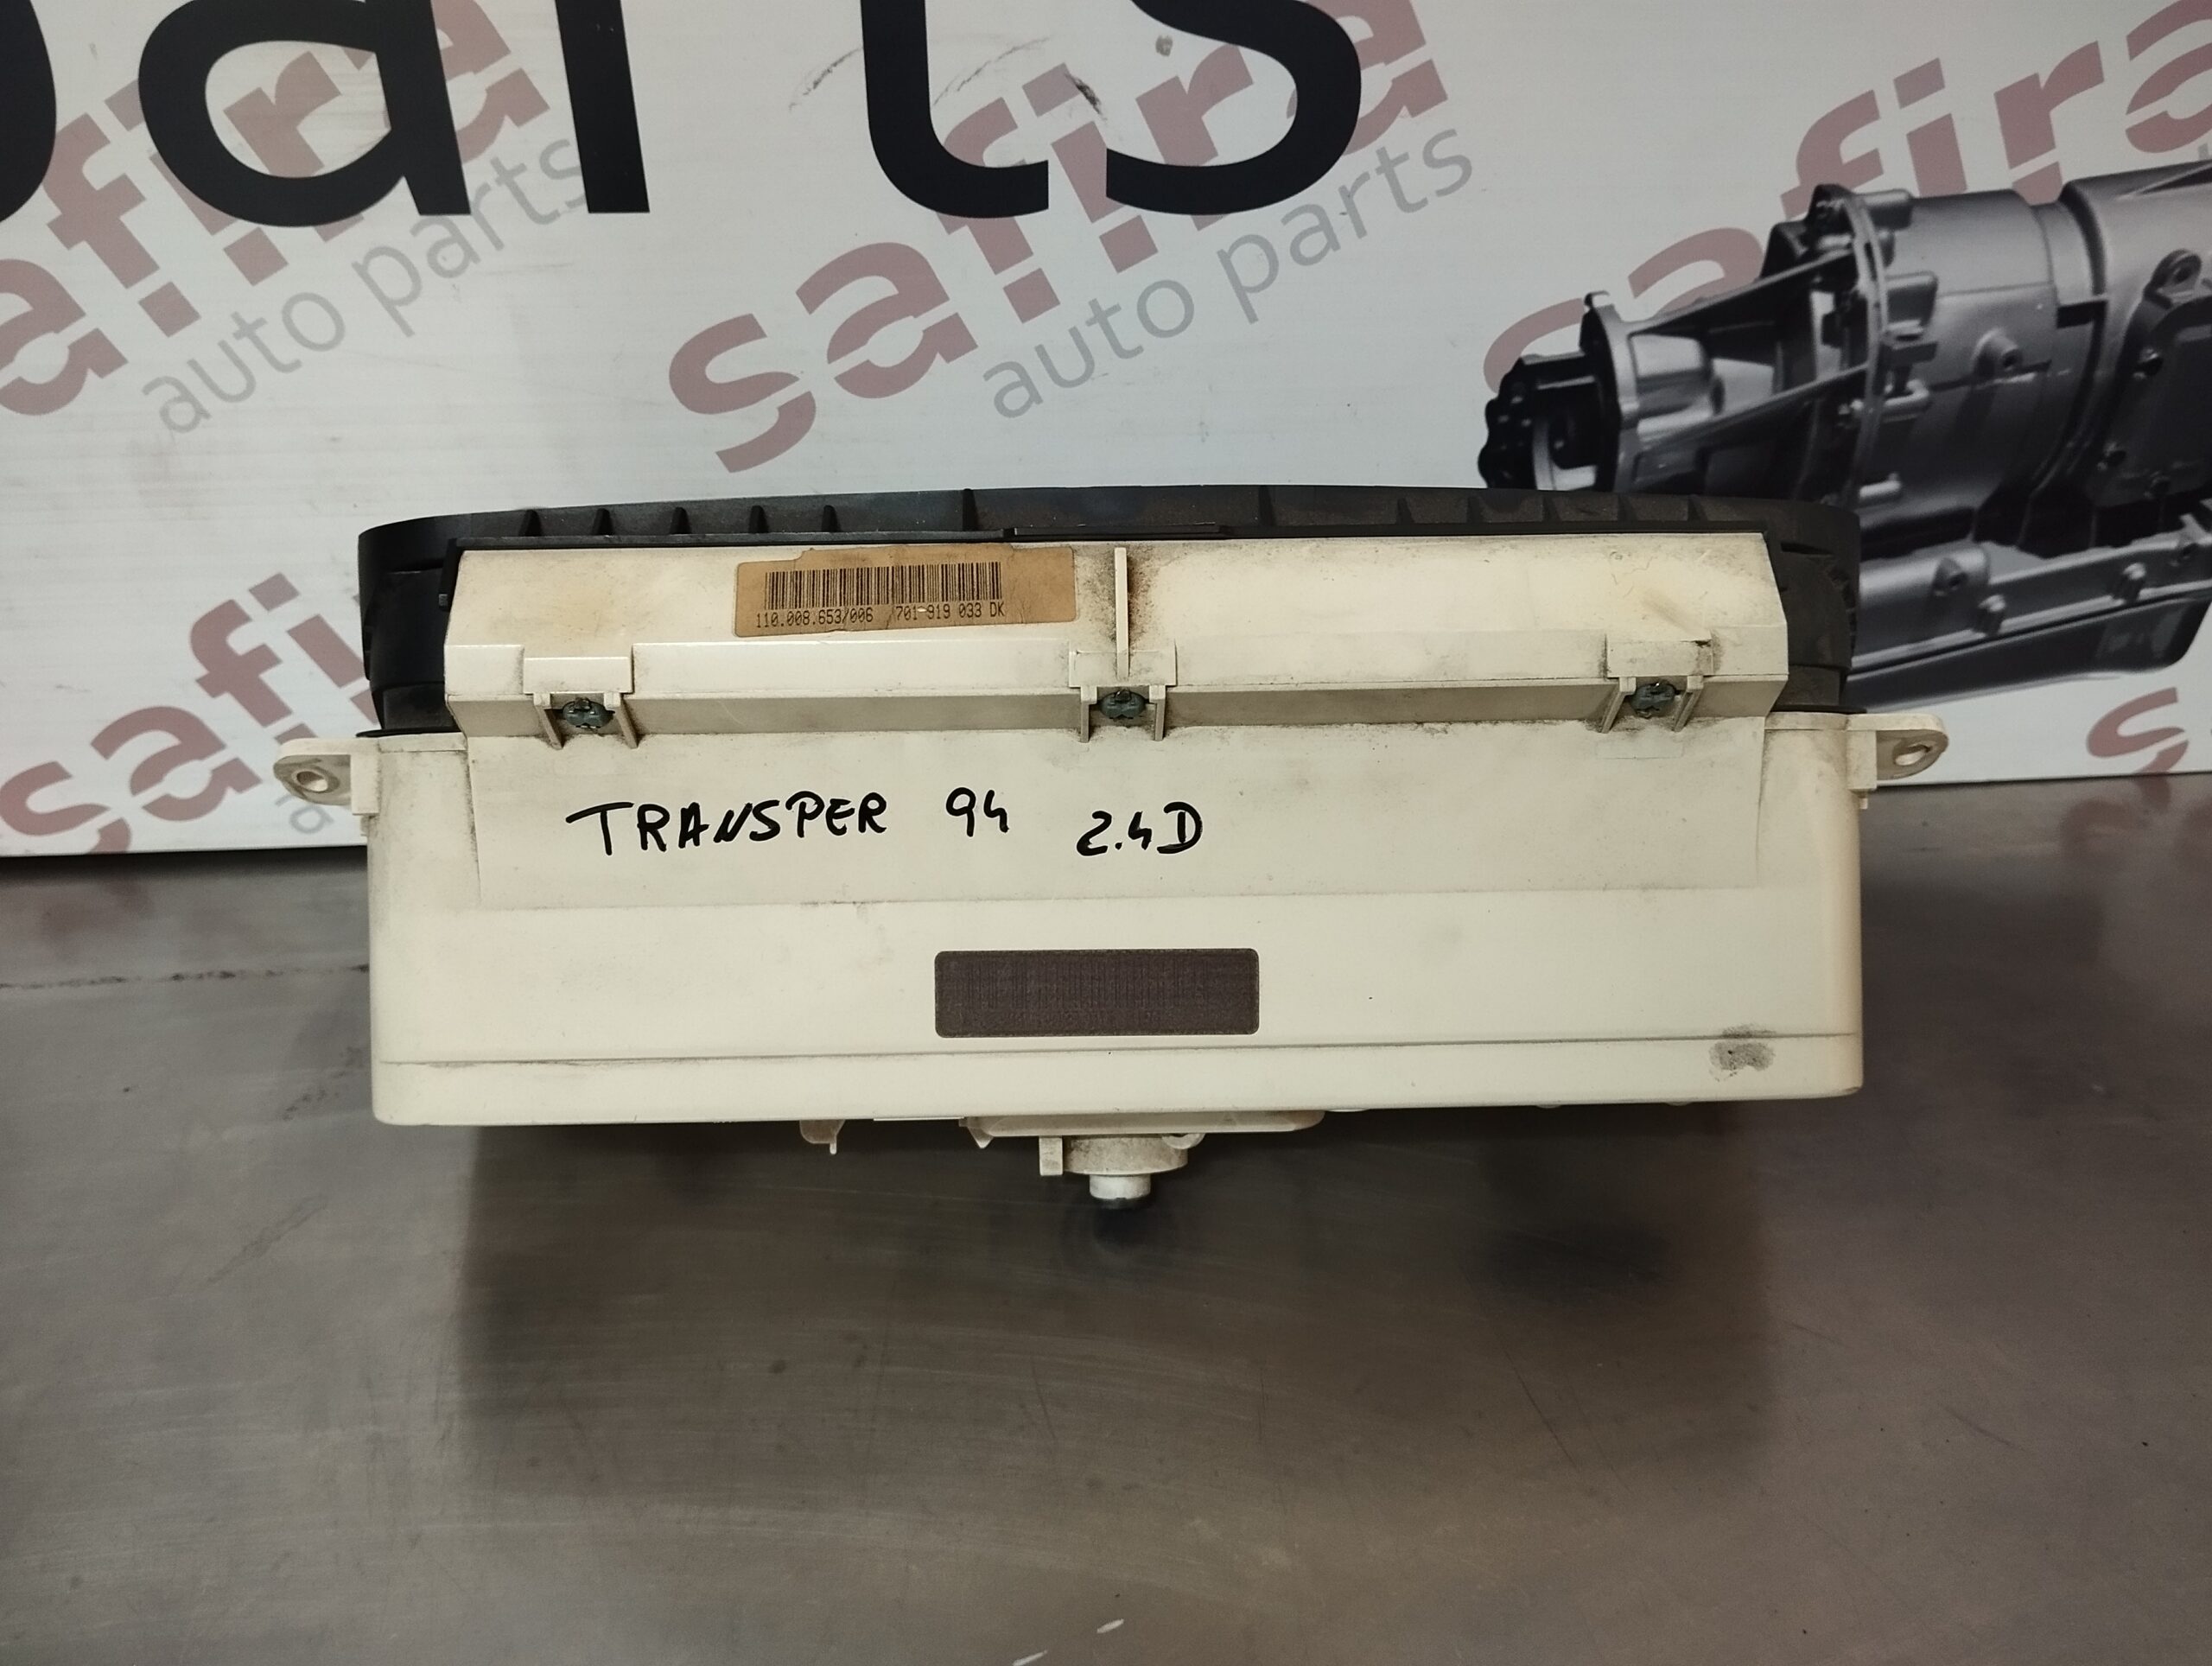 parts
safira
auto parts
safira
auto parts
safira
safira
110.008.653/006 701 919 033 DK
TRANSPER 94 2.4D